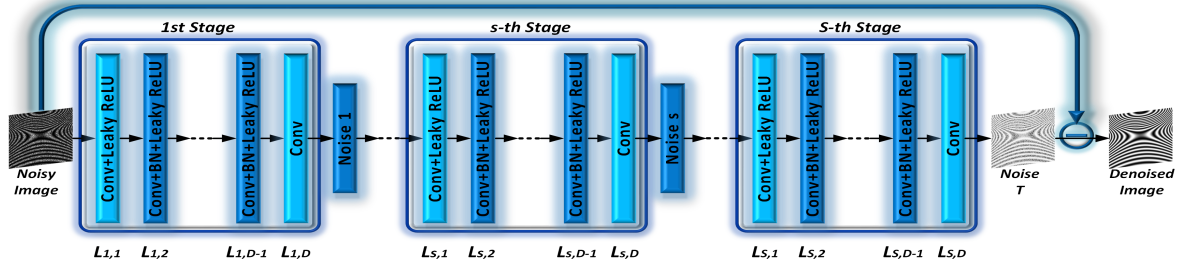 1st Stage
s-th Stage
S-th Stage
Noisy
Image
Conv+Leaky ReLU
Conv+BN+Leaky ReLU
Conv+BN+Leaky ReLU
Conv
Noise 1
Conv+Leaky ReLU
Conv+BN+Leaky ReLU
Conv+BN+Leaky ReLU
Conv
Noise s
Conv+Leaky ReLU
Conv+BN+Leaky ReLU
Conv+BN+Leaky ReLU
Conv
Noise
T
Denoised
Image
L1,1
L1,2
L1,D-1
L1,D
Ls,1
Ls,2
Ls,D-1
Ls,D
LS,1
LS,2
LS,D-1
LS,D